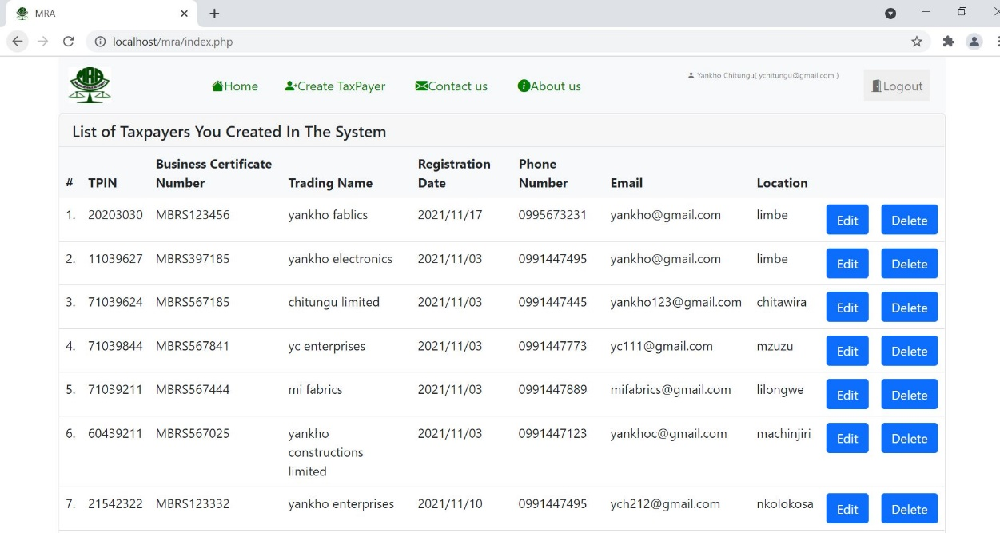 MRA
localhost/mra/index.php
MRA
Home Create TaxPayer Contact us About us Yankho Chitungu( ychitungu@gmail.com ) Logout
List of Taxpayers You Created In The System
# TPIN Business Certificate Number Trading Name Registration Date Phone Number Email Location
1. 20203030 MBRS123456 yankho fablics 2021/11/17 0995673231 yankho@gmail.com limbe Edit Delete
2. 11039627 MBRS397185 yankho electronics 2021/11/03 0991447495 yankho@gmail.com limbe Edit Delete
3. 71039624 MBRS567185 chitungu limited 2021/11/03 0991447445 yankho123@gmail.com chitawira Edit Delete
4. 71039844 MBRS567841 yc enterprises 2021/11/03 0991447773 yc111@gmail.com mzuzu Edit Delete
5. 71039211 MBRS567444 mi fabrics 2021/11/03 0991447889 mifabrics@gmail.com lilongwe Edit Delete
6. 60439211 MBRS567025 yankho constructions limited 2021/11/03 0991447123 yankhoc@gmail.com machinjiri Edit Delete
7. 21542322 MBRS123332 yankho enterprises 2021/11/10 0991447495 ych212@gmail.com nkolokosa Edit Delete